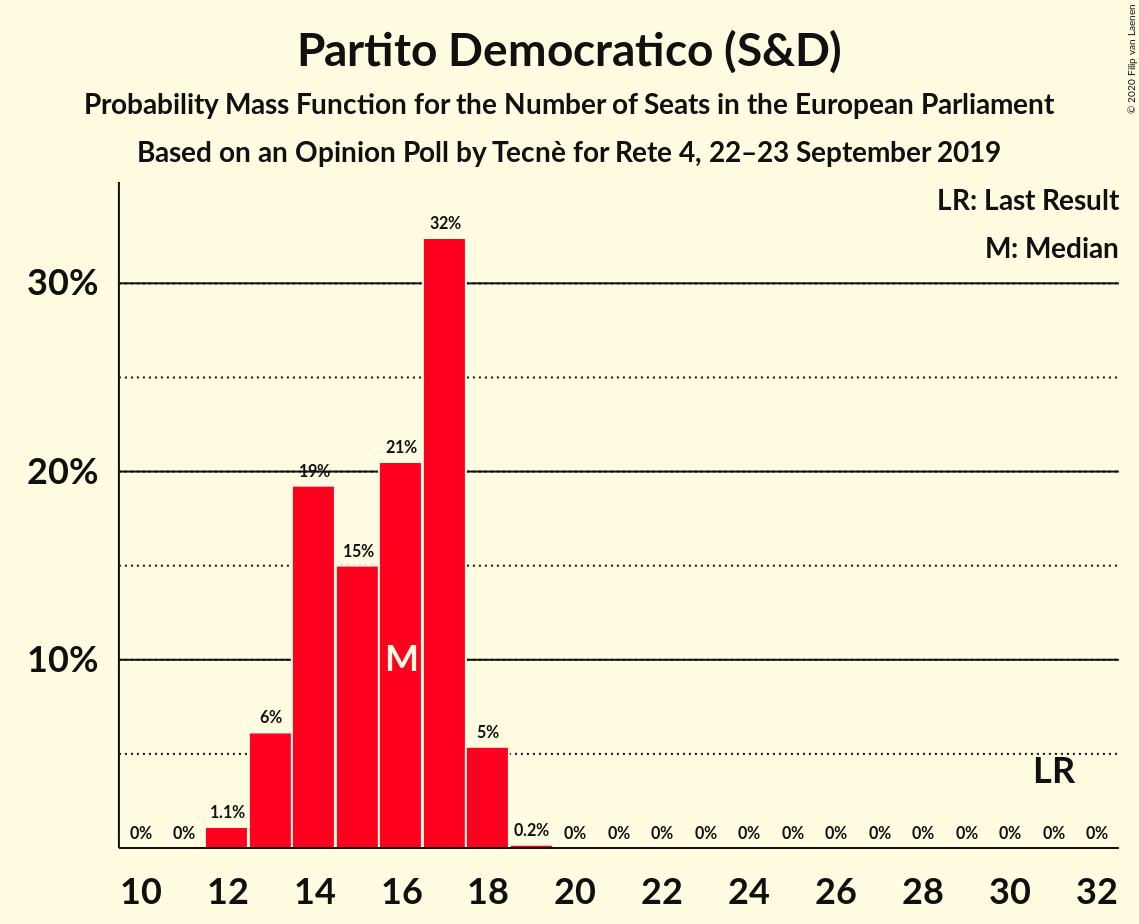 Partito Democratico (S&D)
Probability Mass Function for the Number of Seats in the European Parliament
Based on an Opinion Poll by Tecnè for Rete 4, 22–23 September 2019
© 2020 Filip van Laenen
LR: Last Result
M: Median
30%
20%
10%
0% 0% 1.1% 6% 19% 15% 21% 32% 5% 0.2% 0% 0% 0% 0% 0% 0% 0% 0% 0% 0% 0% 0% 0%
M
LR
10 12 14 16 18 20 22 24 26 28 30 32